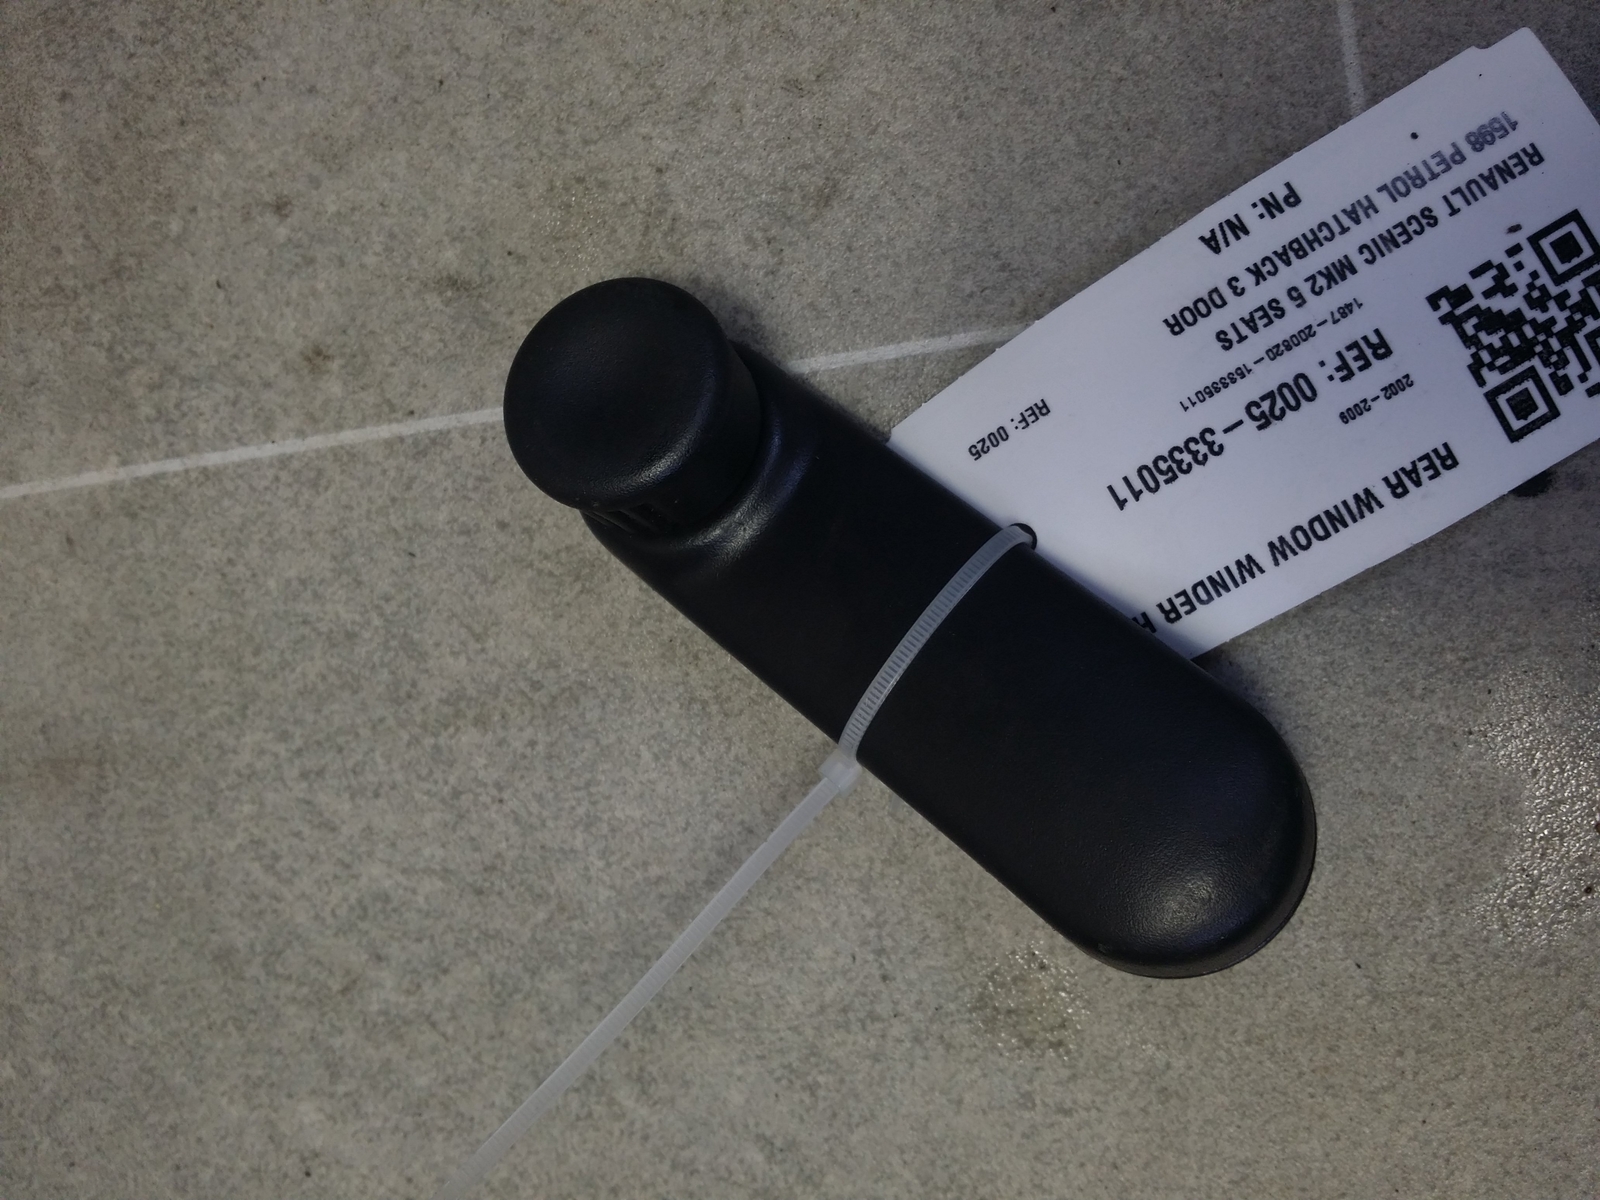 REAR WINDOW WINDER H
2002-2009
REF: 0025-3335011
1487-200820-1533335011
RENAULT SCENIC MK2 5 SEATS
1598 PETROL HATCHBACK 3 DOOR
PN: N/A
REF: 0025